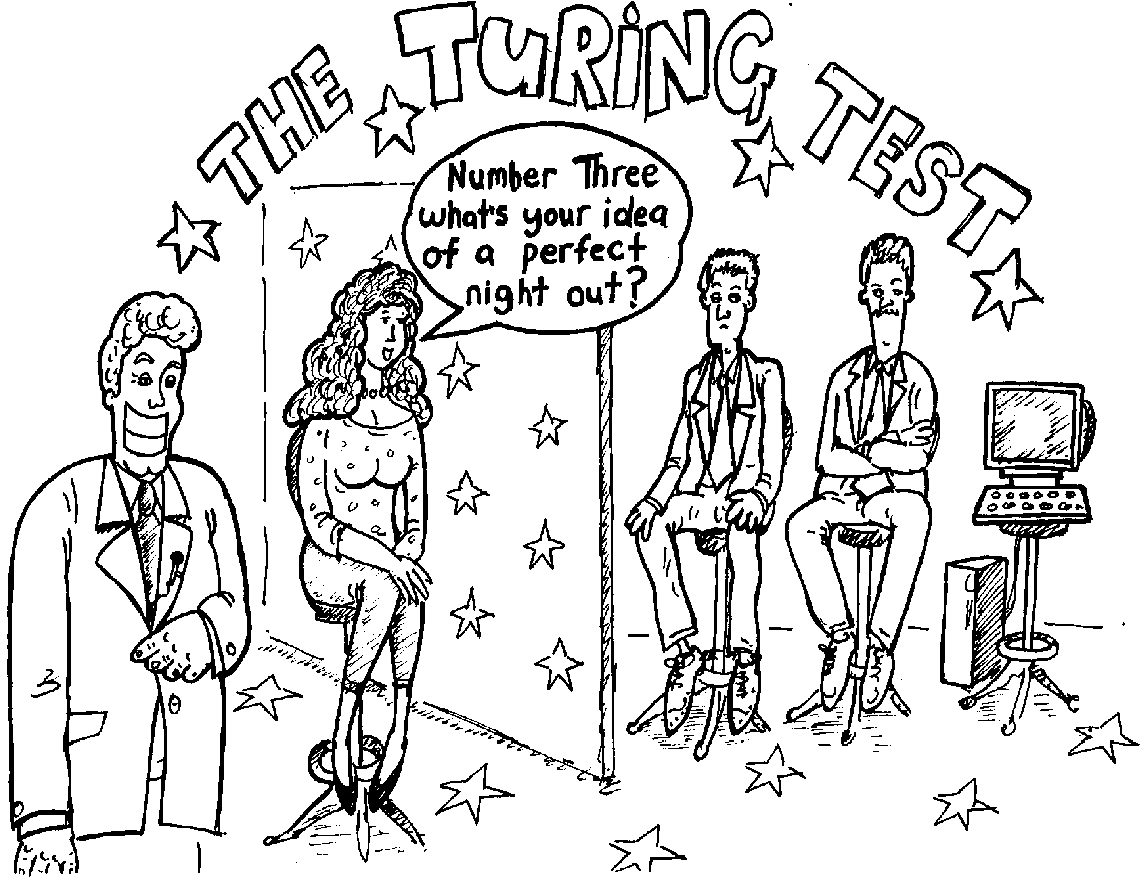 THE TURING TEST
Number Three
what's your idea
of a perfect
night out?